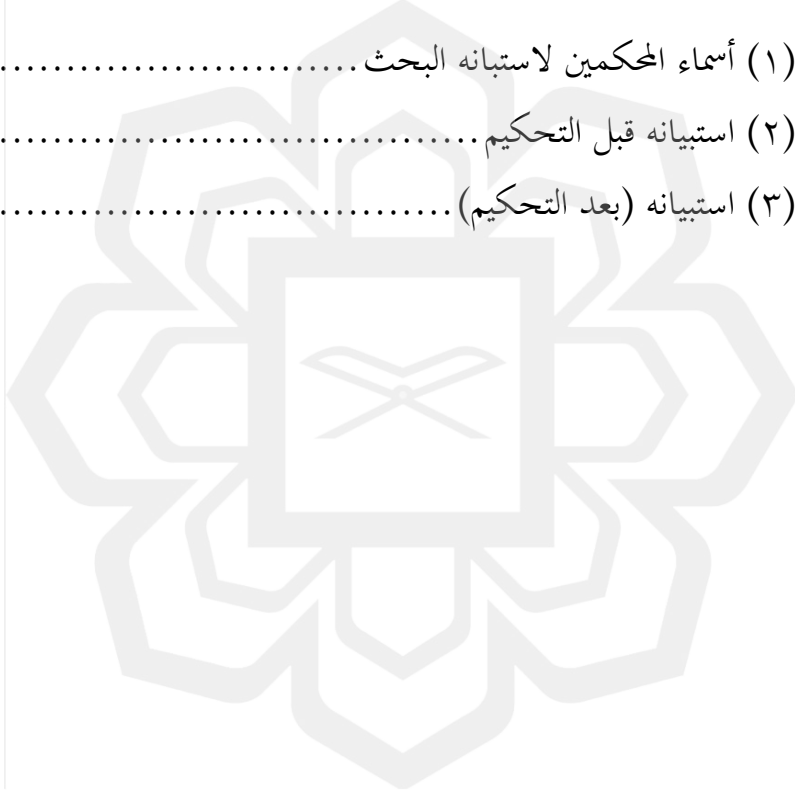 (١) أسماء المحكمين لاستبانه البحث............................
(٢) استبيانه قبل التحكيم....................................
(٣) استبيانه (بعد التحكيم)..................................